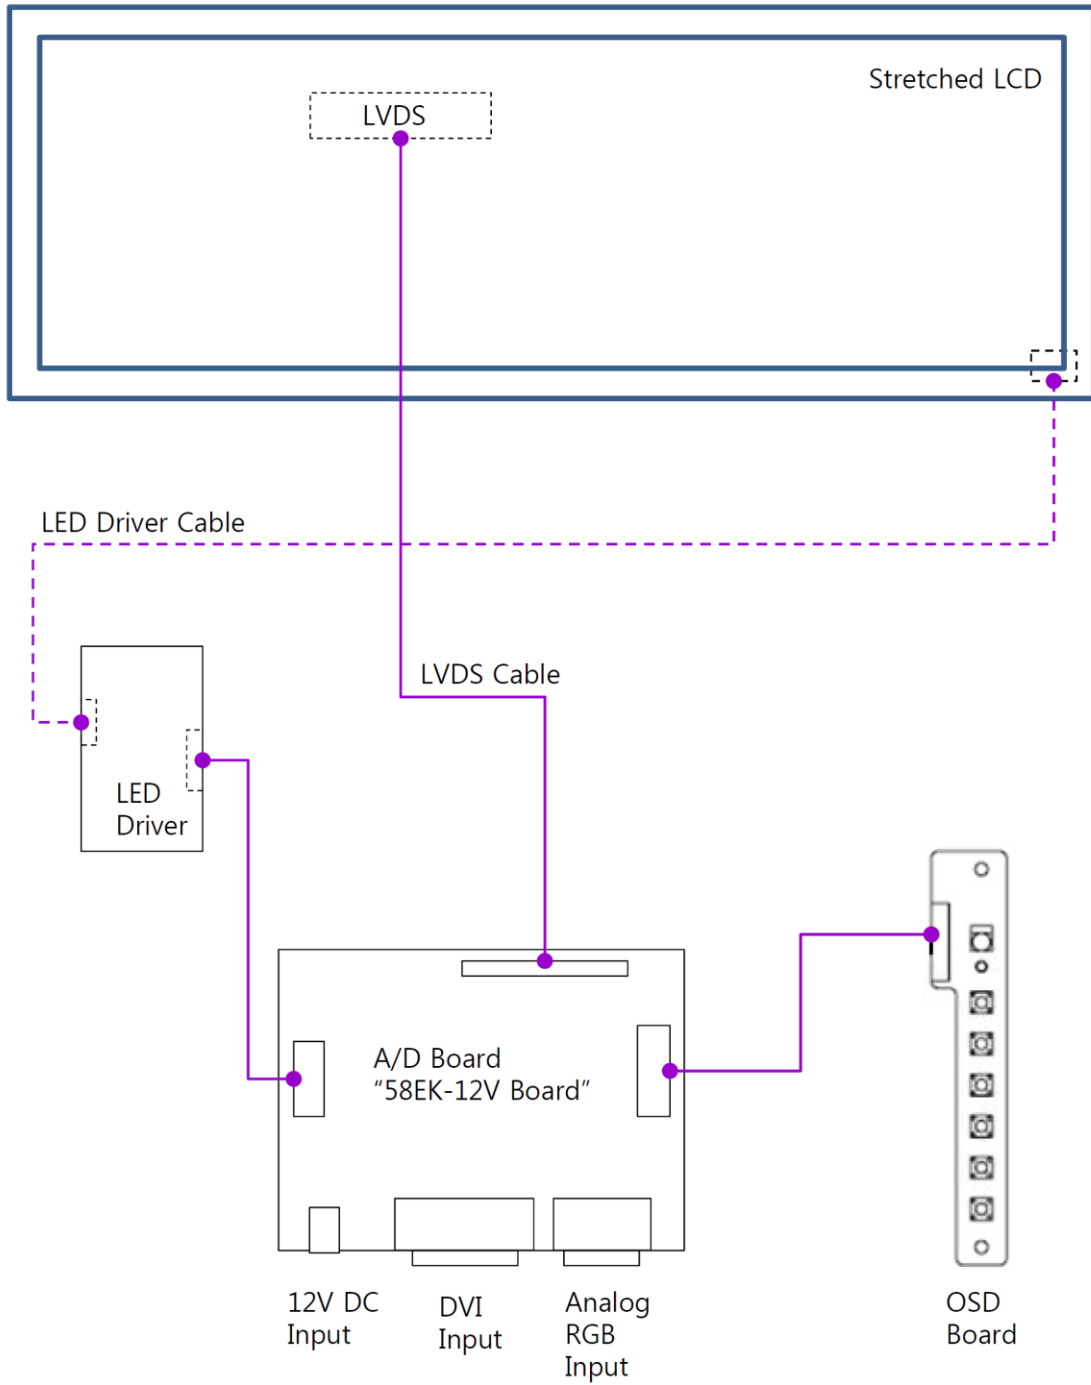 Stretched LCD
LVDS
LED Driver Cable
LVDS Cable
LED
Driver
A/D Board
“58EK-12V Board”
12V DC
Input
DVI
Input
Analog
RGB
Input
OSD
Board